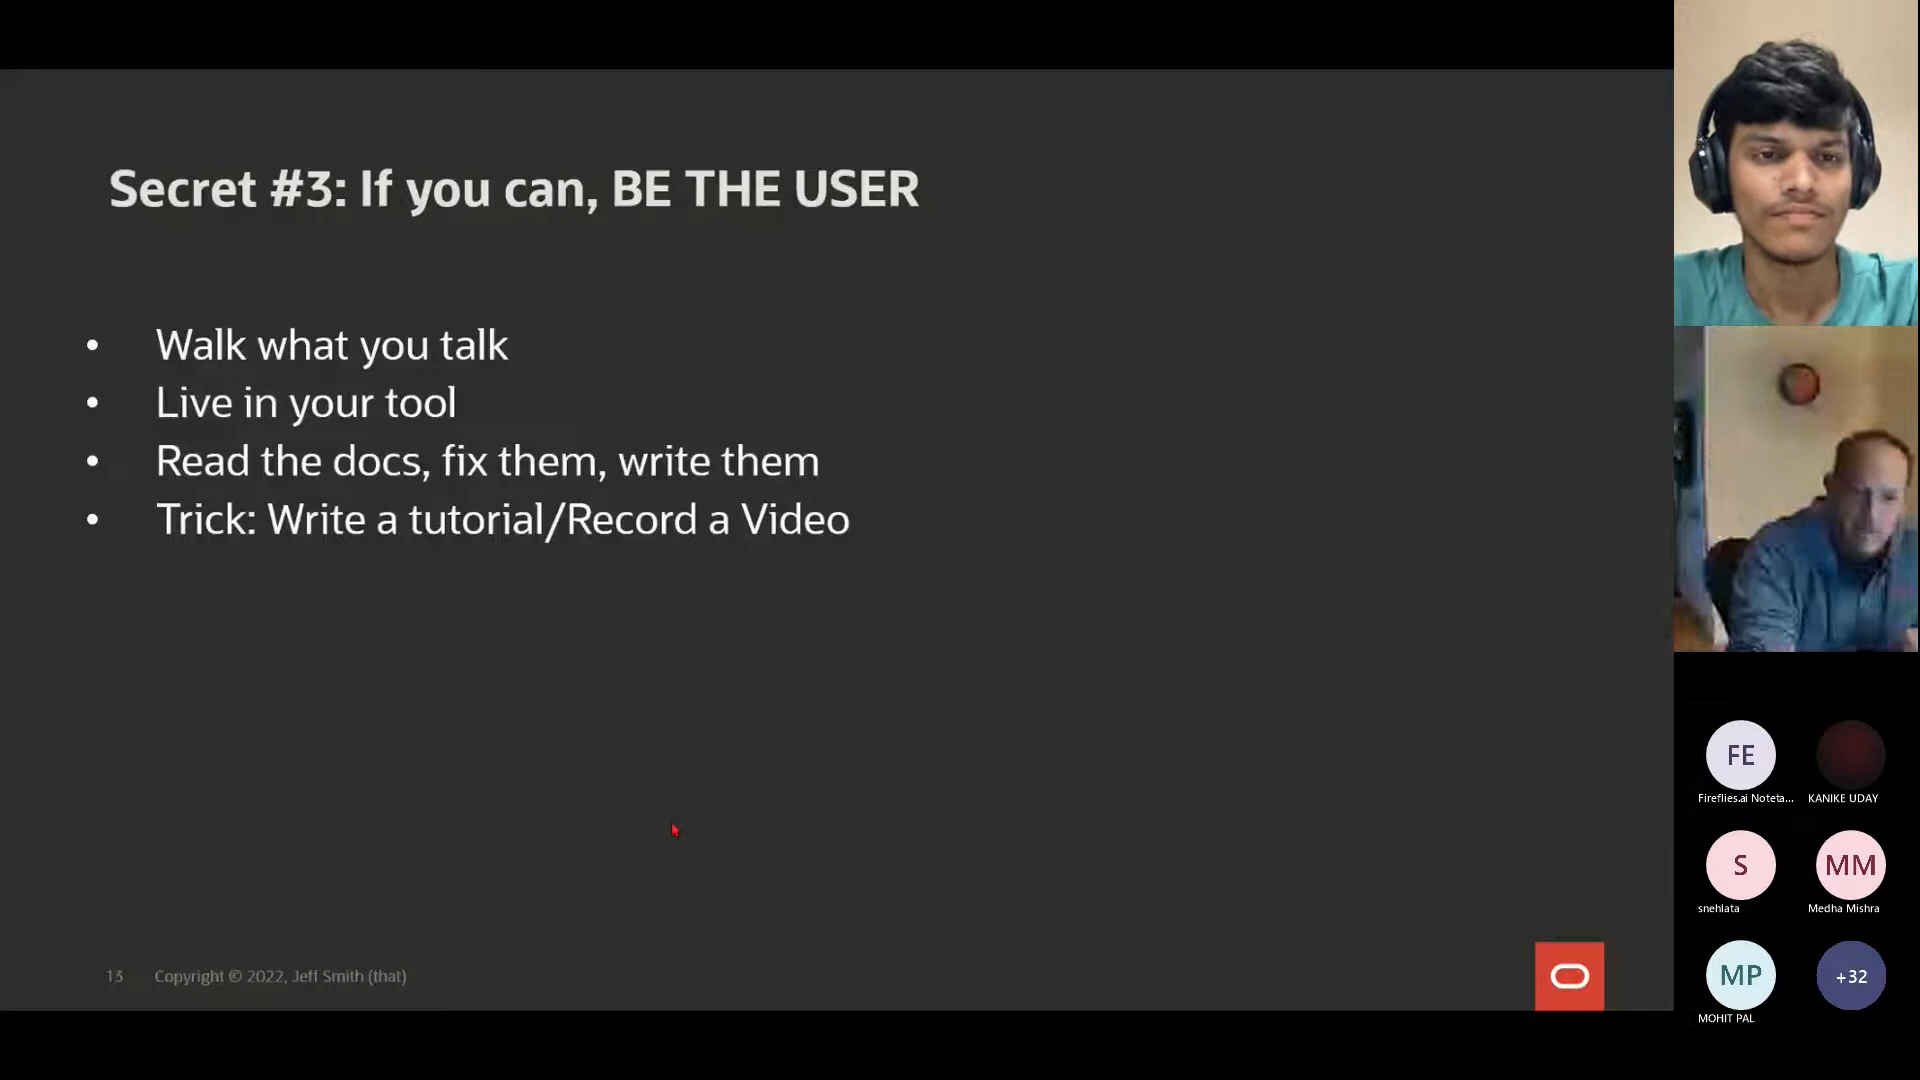 Secret #3: If you can, BE THE USER
• Walk what you talk
• Live in your tool
• Read the docs, fix them, write them
• Trick: Write a tutorial/Record a Video
13 Copyright © 2022, Jeff Smith (that)
FE
Fireflies.ai Noteta...
KANIKE UDAY
S
snehlata
MM
Medha Mishra
MP
MOHIT PAL
+32